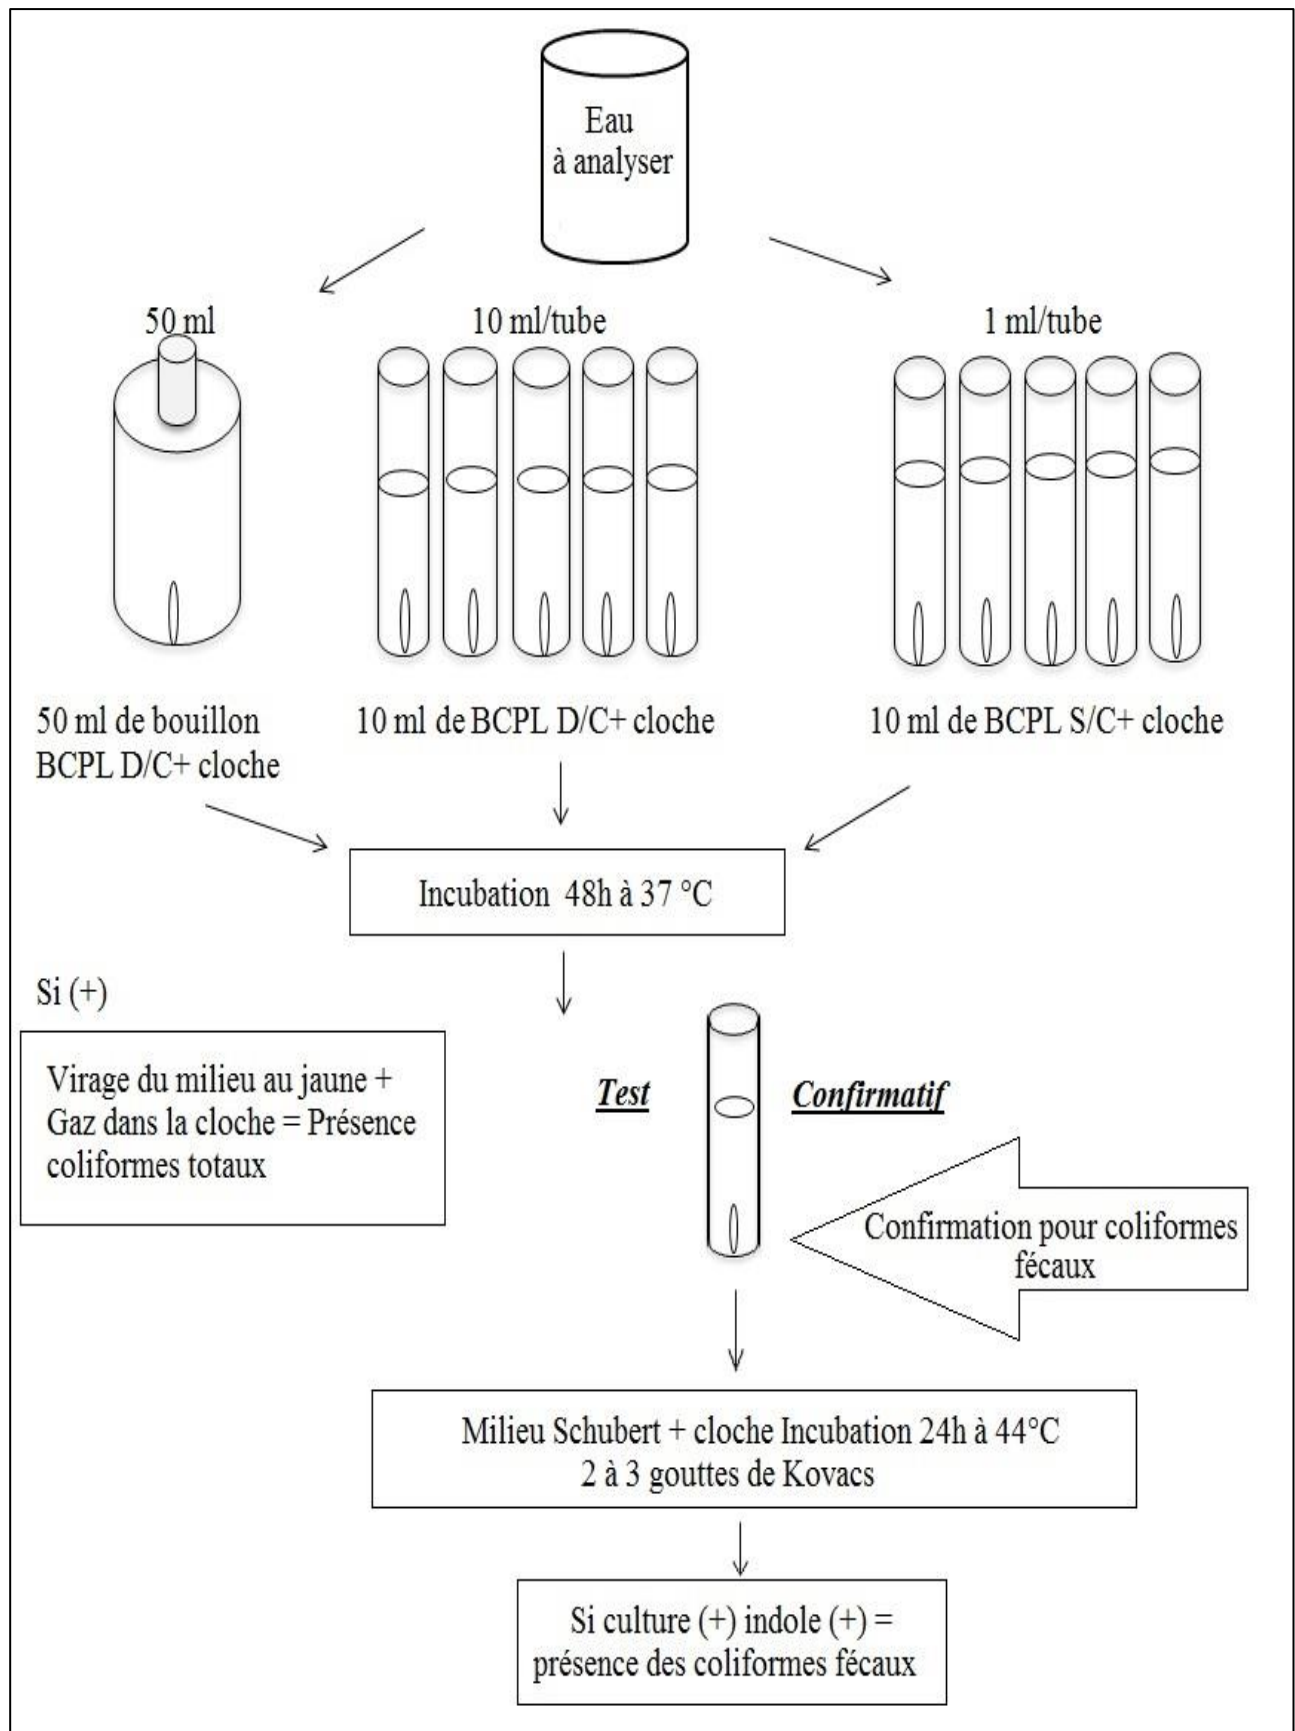 Eau
à analyser
50 ml
10 ml/tube
1 ml/tube
50 ml de bouillon
BCPL D/C+ cloche
10 ml de BCPL D/C+ cloche
10 ml de BCPL S/C+ cloche
Incubation 48h à 37 °C
Si (+)
Virage du milieu au jaune +
Gaz dans la cloche = Présence
coliformes totaux
Test
Confirmatif
Confirmation pour coliformes
fécaux
Milieu Schubert + cloche Incubation 24h à 44°C
2 à 3 gouttes de Kovacs
Si culture (+) indole (+) =
présence des coliformes fécaux